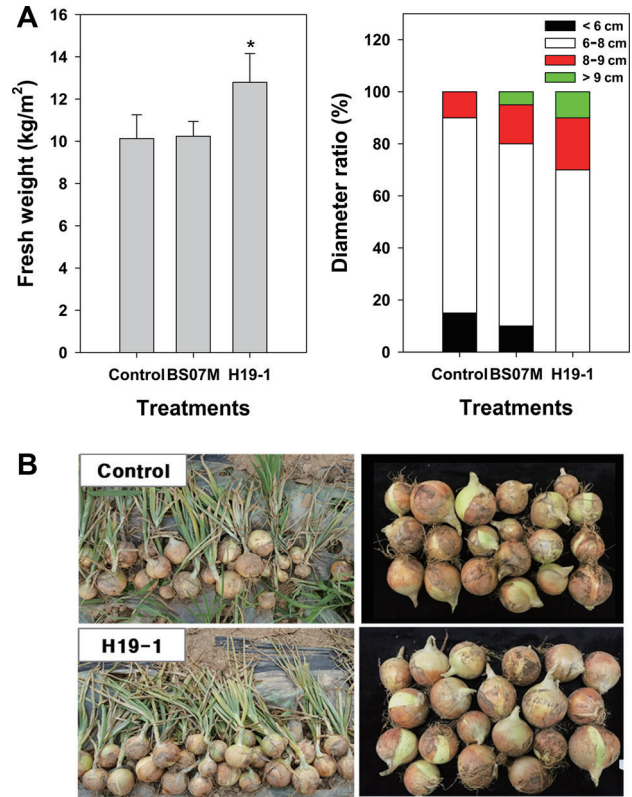 A
Fresh weight (kg/m²)
16
14
12
10
8
6
4
2
0
*
Control BS07M H19-1
Treatments
Diameter ratio (%)
120
100
80
60
40
20
0
< 6 cm
6-8 cm
8-9 cm
> 9 cm
Control BS07M H19-1
Treatments
B
Control
H19-1